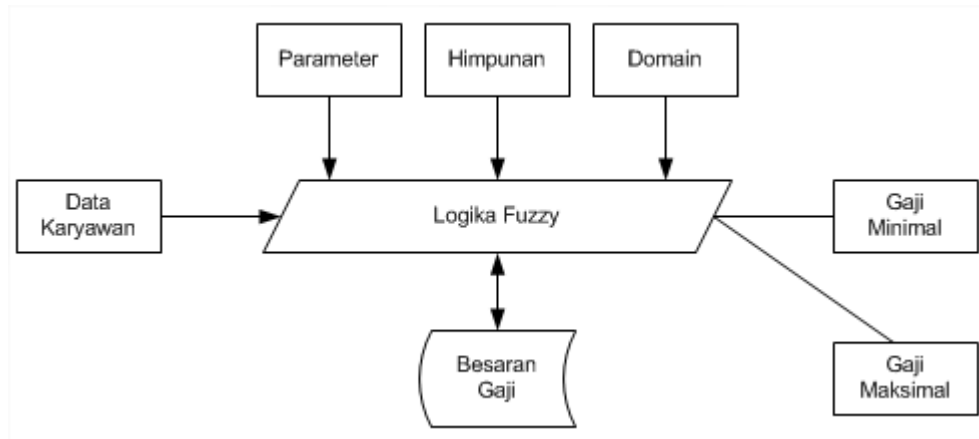 Parameter
Himpunan
Domain
Data
Karyawan
Logika Fuzzy
Gaji
Minimal
Besaran
Gaji
Gaji
Maksimal